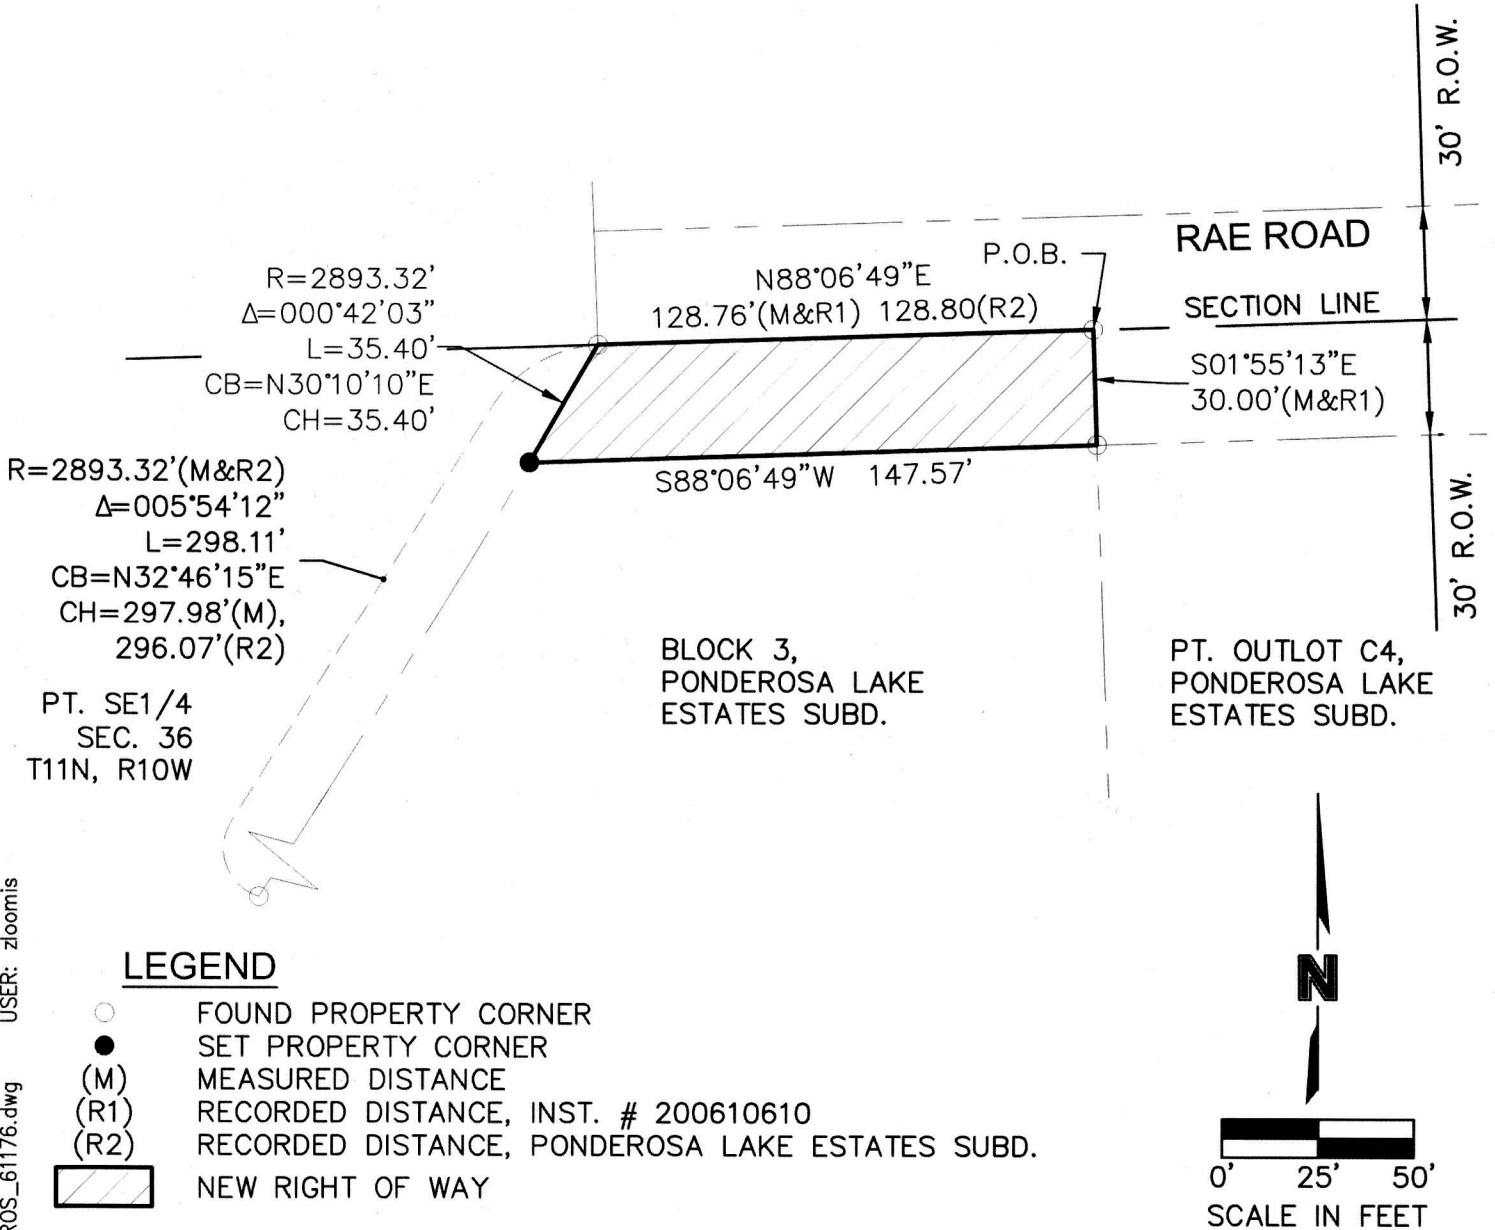 30' R.O.W.
RAE ROAD
P.O.B.
R=2893.32'
Δ=000°42'03"
L=35.40'
CB=N30°10'10"E
CH=35.40'
N88°06'49"E
128.76'(M&R1) 128.80(R2)
SECTION LINE
S01°55'13"E
30.00'(M&R1)
S88°06'49"W 147.57'
R=2893.32'(M&R2)
Δ=005°54'12"
L=298.11'
CB=N32°46'15"E
CH=297.98'(M),
296.07'(R2)
30' R.O.W.
PT. SE1/4
SEC. 36
T11N, R10W
BLOCK 3,
PONDEROSA LAKE
ESTATES SUBD.
PT. OUTLOT C4,
PONDEROSA LAKE
ESTATES SUBD.
LEGEND
FOUND PROPERTY CORNER
SET PROPERTY CORNER
(M) MEASURED DISTANCE
(R1) RECORDED DISTANCE, INST. # 200610610
(R2) RECORDED DISTANCE, PONDEROSA LAKE ESTATES SUBD.
NEW RIGHT OF WAY
N
0' 25' 50'
SCALE IN FEET
ROS_61176.dwg USER: zloomis